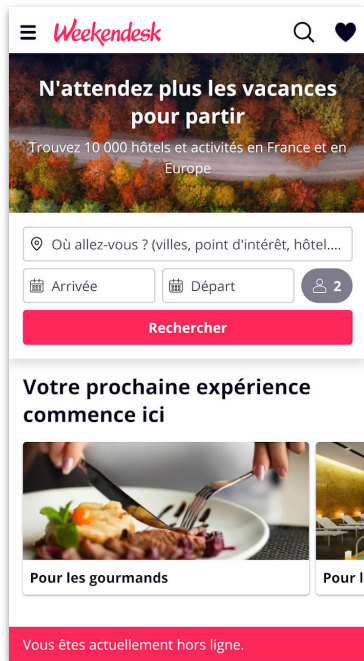 Weekendesk
N'attendez plus les vacances
pour partir
Trouvez 10 000 hôtels et activités en France et en
Europe
Où allez-vous ? (villes, point d'intérêt, hôtel....
Arrivée
Départ
2
Rechercher
Votre prochaine expérience
commence ici
Pour les gourmands
Pour l
Vous êtes actuellement hors ligne.